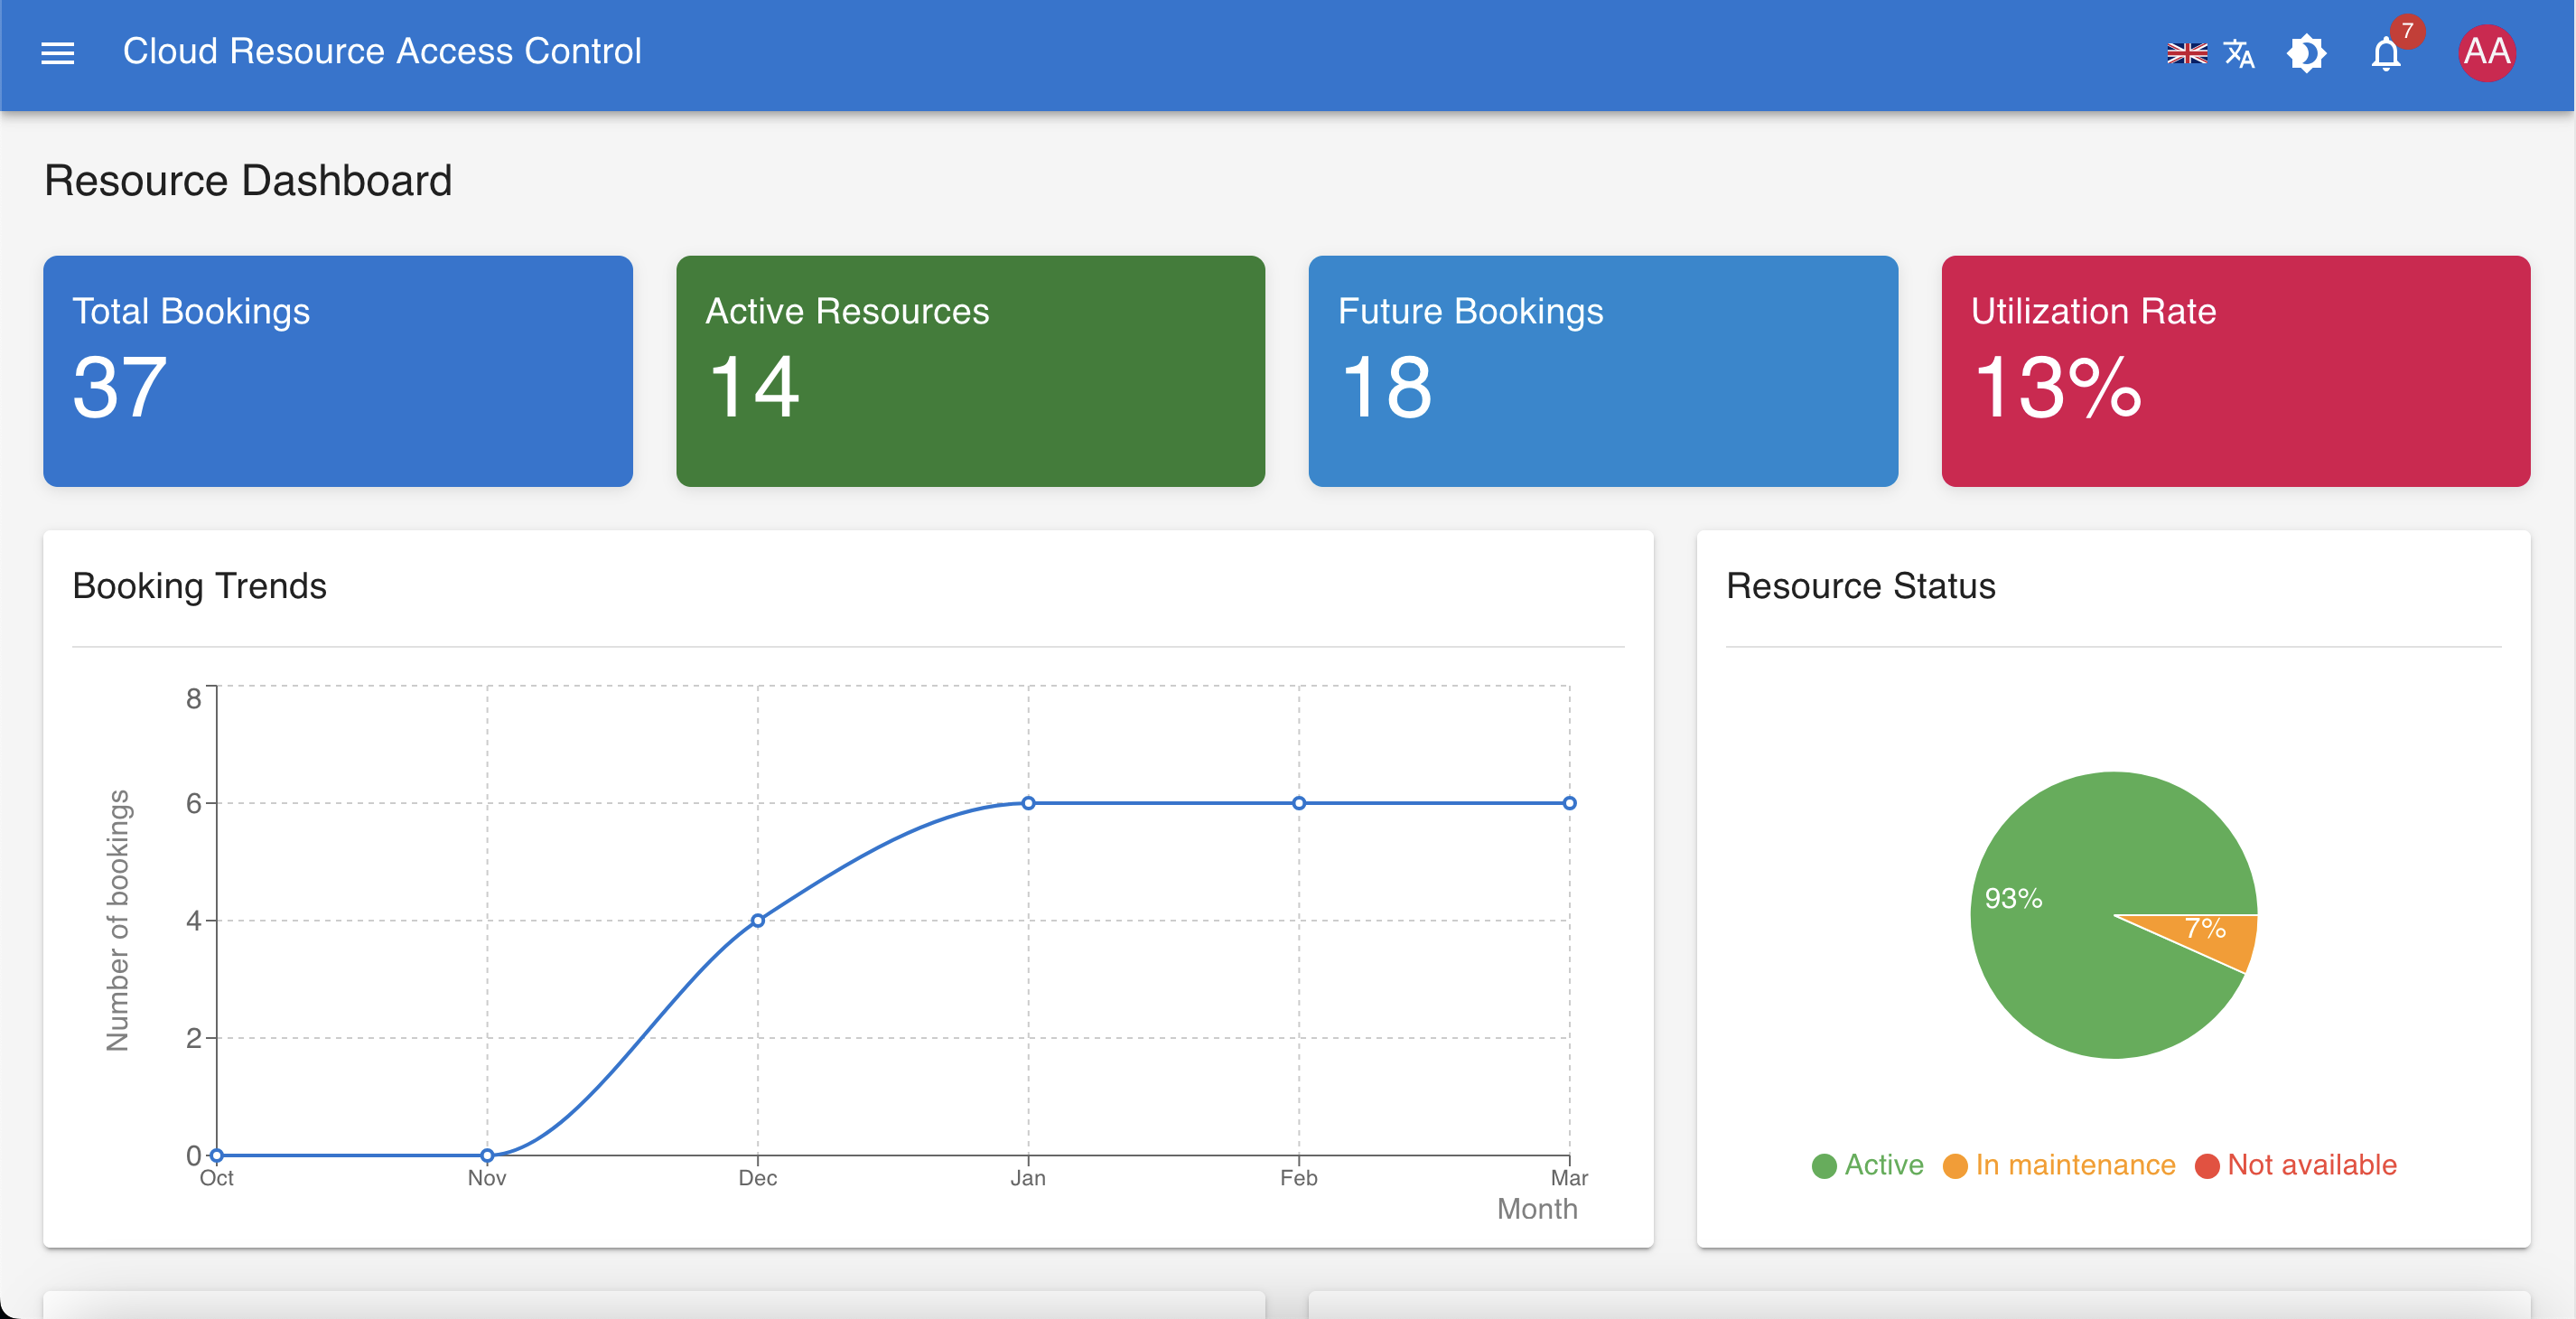 Cloud Resource Access Control
7
AA
Resource Dashboard
Total Bookings
37
Active Resources
14
Future Bookings
18
Utilization Rate
13%
Booking Trends
8
6
4
2
0
Number of bookings
Oct Nov Dec Jan Feb Mar
Month
Resource Status
93%
7%
Active In maintenance Not available